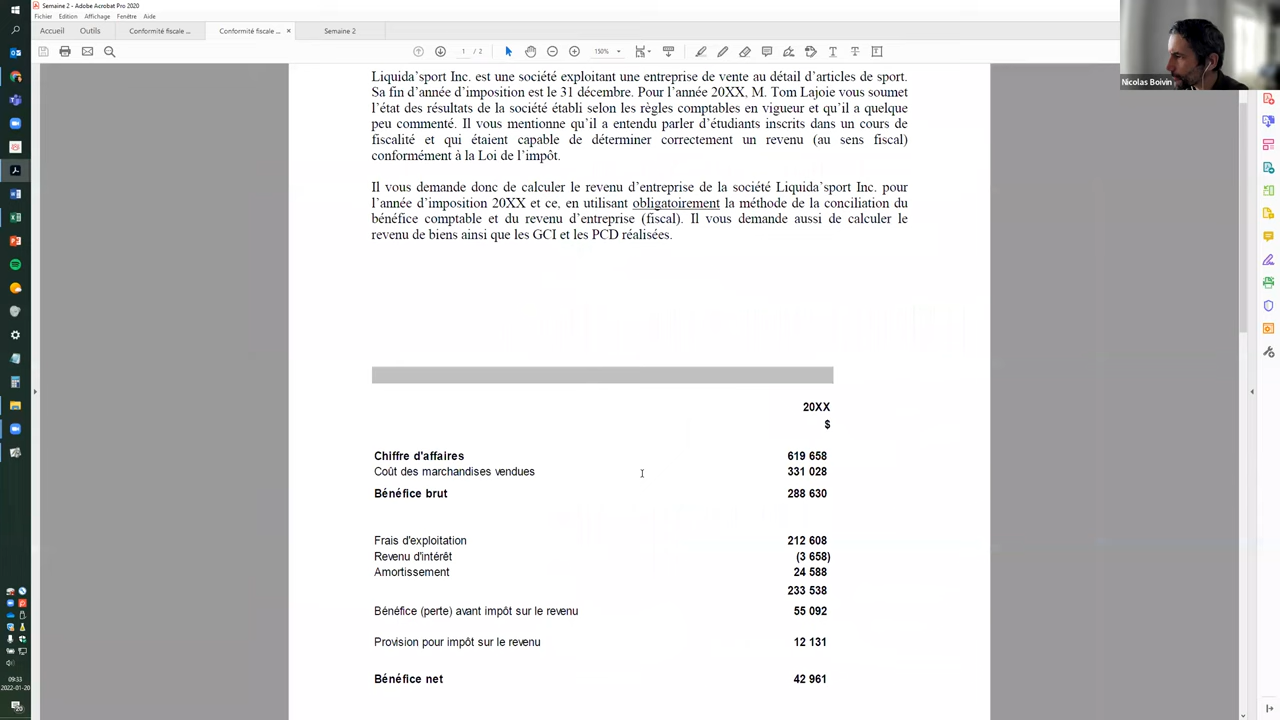 Semaine 2 - Adobe Acrobat Pro 2020
Fichier Edition Affichage Fenêtre Aide
Accueil Outils Conformité fiscale ... Conformité fiscale ... × Semaine 2
1 / 2 150%
Nicolas Boivin
Liquida'sport Inc. est une société exploitant une entreprise de vente au détail d'articles de sport.
Sa fin d'année d'imposition est le 31 décembre. Pour l'année 20XX, M. Tom Lajoie vous soumet
l'état des résultats de la société établi selon les règles comptables en vigueur et qu'il a quelque
peu commenté. Il vous mentionne qu'il a entendu parler d'étudiants inscrits dans un cours de
fiscalité et qui étaient capable de déterminer correctement un revenu (au sens fiscal)
conformément à la Loi de l'impôt.
Il vous demande donc de calculer le revenu d'entreprise de la société Liquida'sport Inc. pour
l'année d'imposition 20XX et ce, en utilisant obligatoirement la méthode de la conciliation du
bénéfice comptable et du revenu d'entreprise (fiscal). Il vous demande aussi de calculer le
revenu de biens ainsi que les GCI et les PCD réalisées.
20XX
$
Chiffre d'affaires 619 658
Coût des marchandises vendues 331 028
Bénéfice brut 288 630
Frais d'exploitation 212 608
Revenu d'intérêt (3 658)
Amortissement 24 588
233 538
Bénéfice (perte) avant impôt sur le revenu 55 092
Provision pour impôt sur le revenu 12 131
Bénéfice net 42 961
09:33
2022-01-20